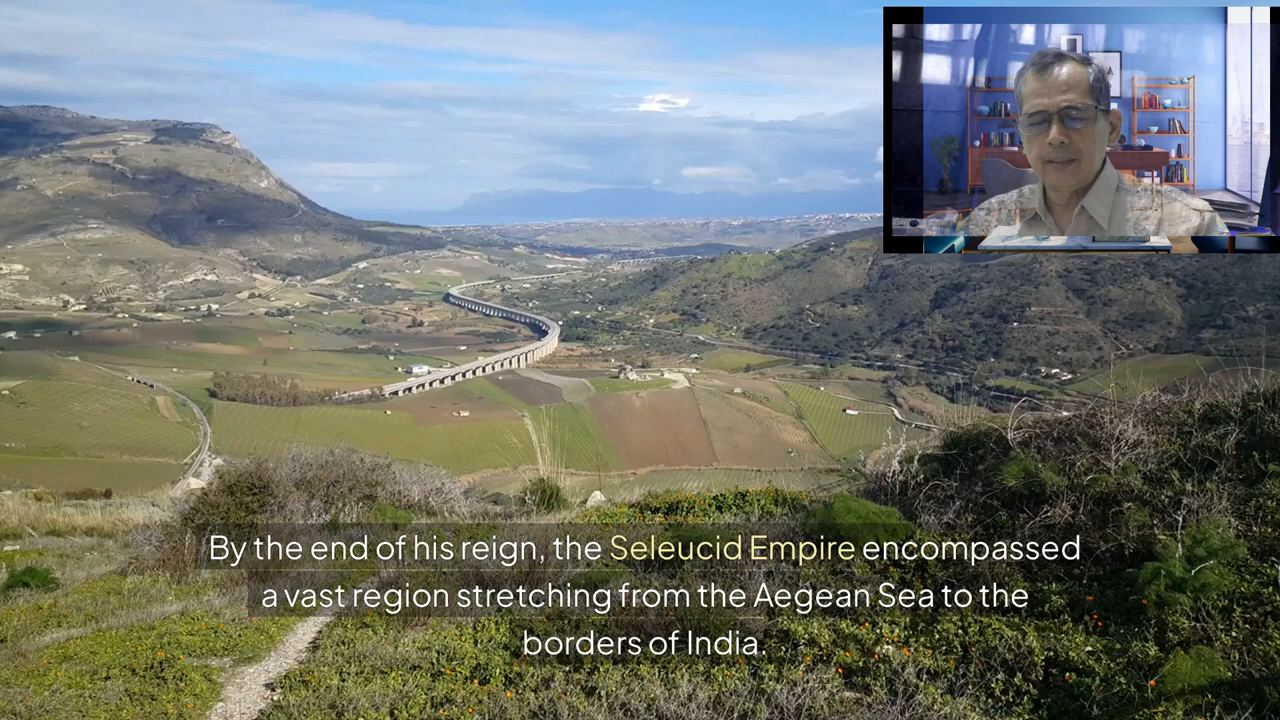 By the end of his reign, the Seleucid Empire encompassed
a vast region stretching from the Aegean Sea to the
borders of India.